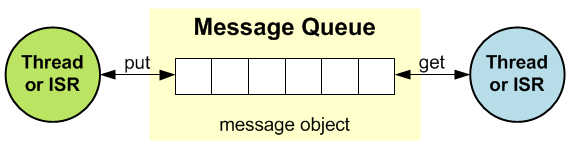 Message Queue
Thread
or ISR
put
get
Thread
or ISR
message object